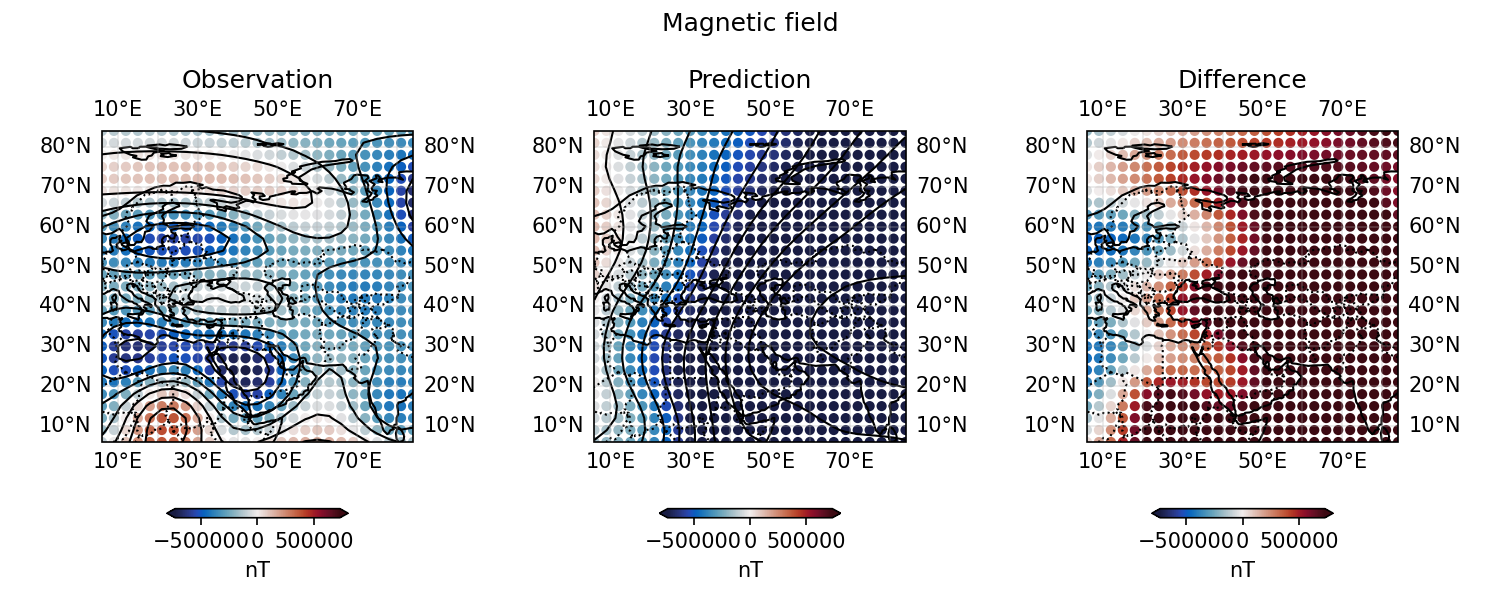 Magnetic field
Observation Prediction Difference
10°E 30°E 50°E 70°E 10°E 30°E 50°E 70°E 10°E 30°E 50°E 70°E
80°N 80°N 80°N 80°N 80°N 80°N
70°N 70°N 70°N 70°N 70°N 70°N
60°N 60°N 60°N 60°N 60°N 60°N
50°N 50°N 50°N 50°N 50°N 50°N
40°N 40°N 40°N 40°N 40°N 40°N
30°N 30°N 30°N 30°N 30°N 30°N
20°N 20°N 20°N 20°N 20°N 20°N
10°N 10°N 10°N 10°N 10°N 10°N
10°E 30°E 50°E 70°E 10°E 30°E 50°E 70°E 10°E 30°E 50°E 70°E
−500000 0 500000 −500000 0 500000 −500000 0 500000
nT nT nT